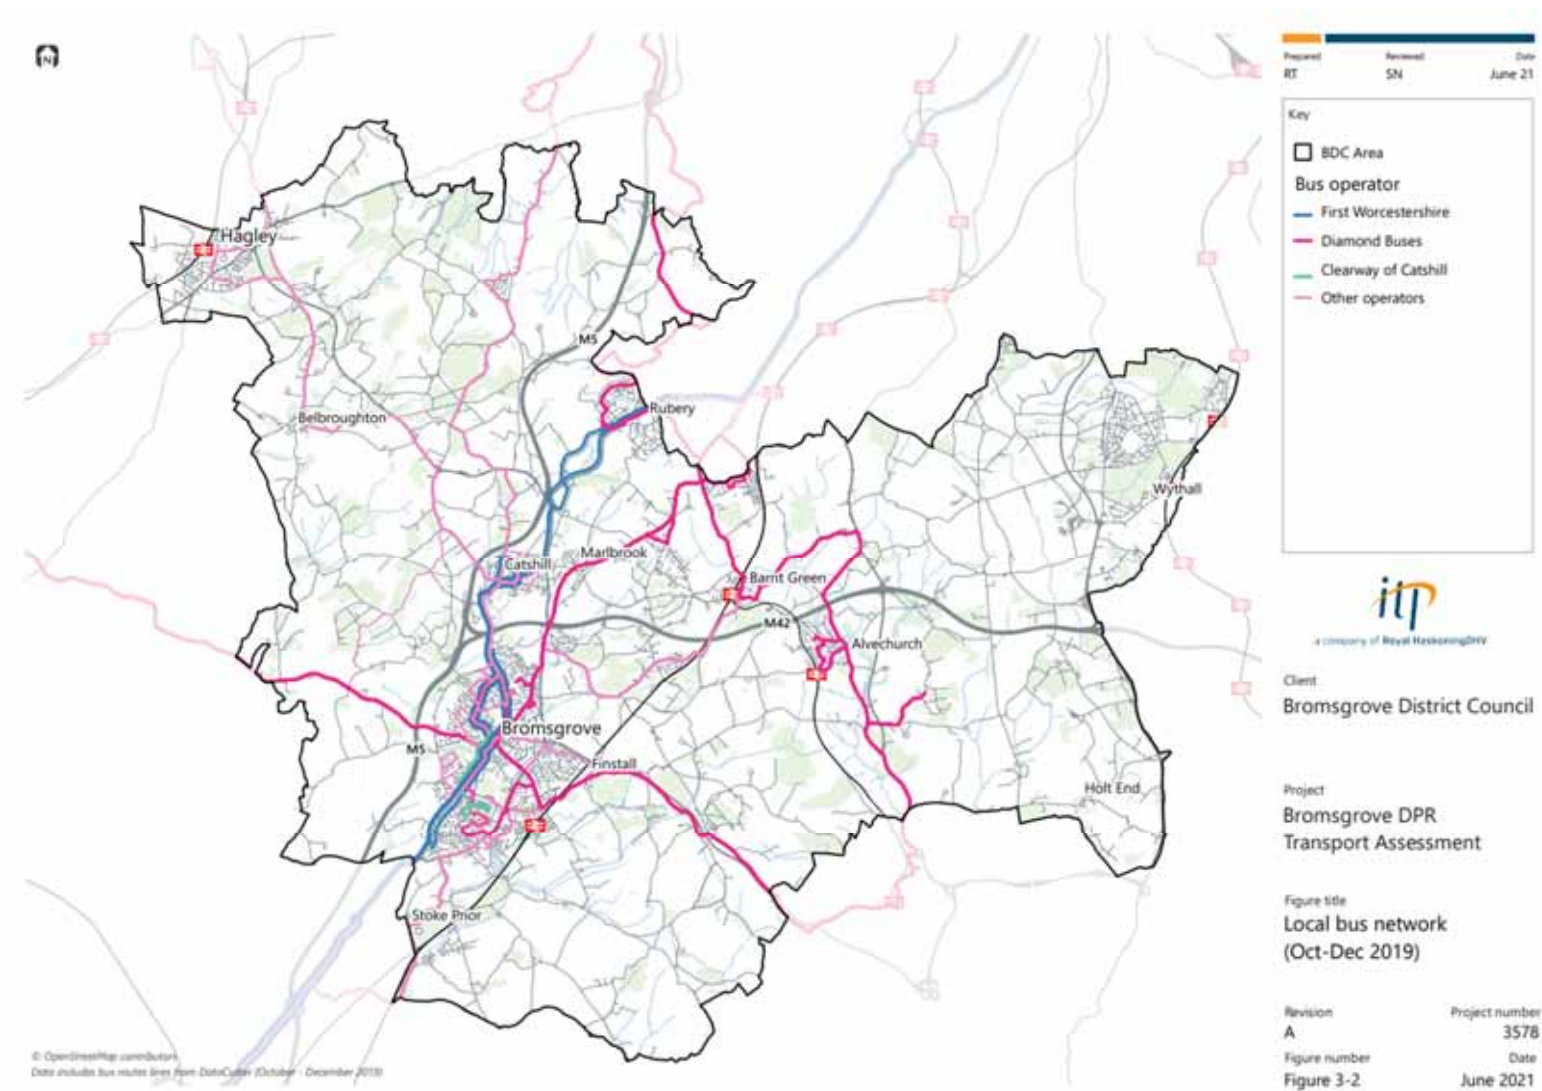 N
Hagley
M5
Belbroughton
Rubery
Wythall
Catshill
Marlbrook
Barnt Green
M42
Alvechurch
Bromsgrove
M5
Finstall
Holt End
Stoke Prior
© OpenStreetMap contributors
Data includes bus routes lines from DataCutter (October - December 2019)
Prepared Reviewed Date
RT SN June 21
Key
BDC Area
Bus operator
First Worcestershire
Diamond Buses
Clearway of Catshill
Other operators
itp
a company of Royal HaskoningDHV
Client
Bromsgrove District Council
Project
Bromsgrove DPR
Transport Assessment
Figure title
Local bus network
(Oct-Dec 2019)
Revision Project number
A 3578
Figure number Date
Figure 3-2 June 2021